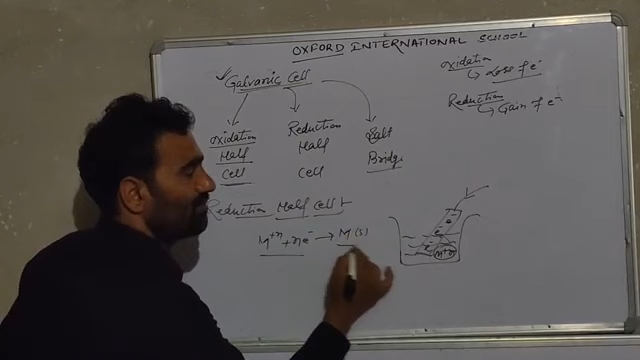 OXFORD INTERNATIONAL SCHOOL
Galvanic Cell
Oxidation Half Cell
Reduction Half Cell
Salt Bridge
Oxidation
Loss of e⁻
Reduction
Gain of e⁻
Reduction Half Cell
M⁺ⁿ + ne⁻ → M(s)
M⁺ⁿ